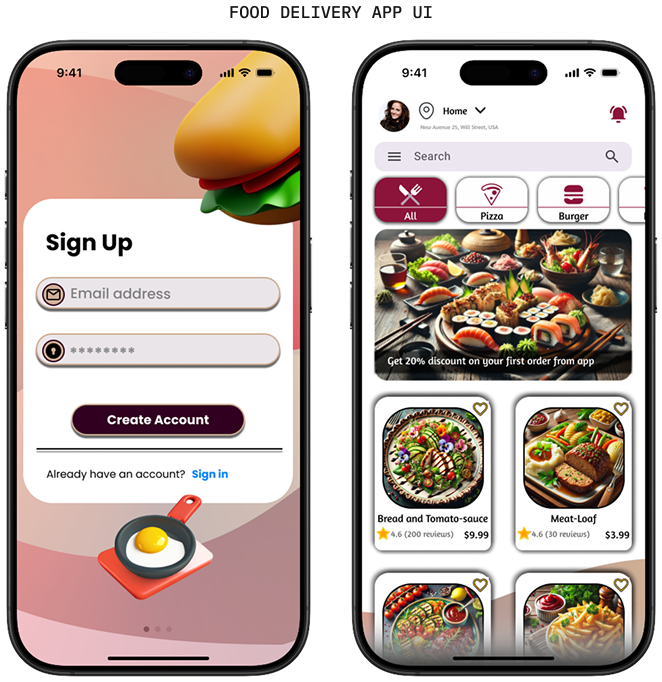 FOOD DELIVERY APP UI
9:41
Sign Up
Email address
********
Create Account
Already have an account? Sign in
9:41
Home
New Avenue 25, Will Street, USA
Search
All
Pizza
Burger
Get 20% discount on your first order from app
Bread and Tomato-sauce
4.6 (200 reviews) $9.99
Meat-Loaf
4.6 (30 reviews) $3.99